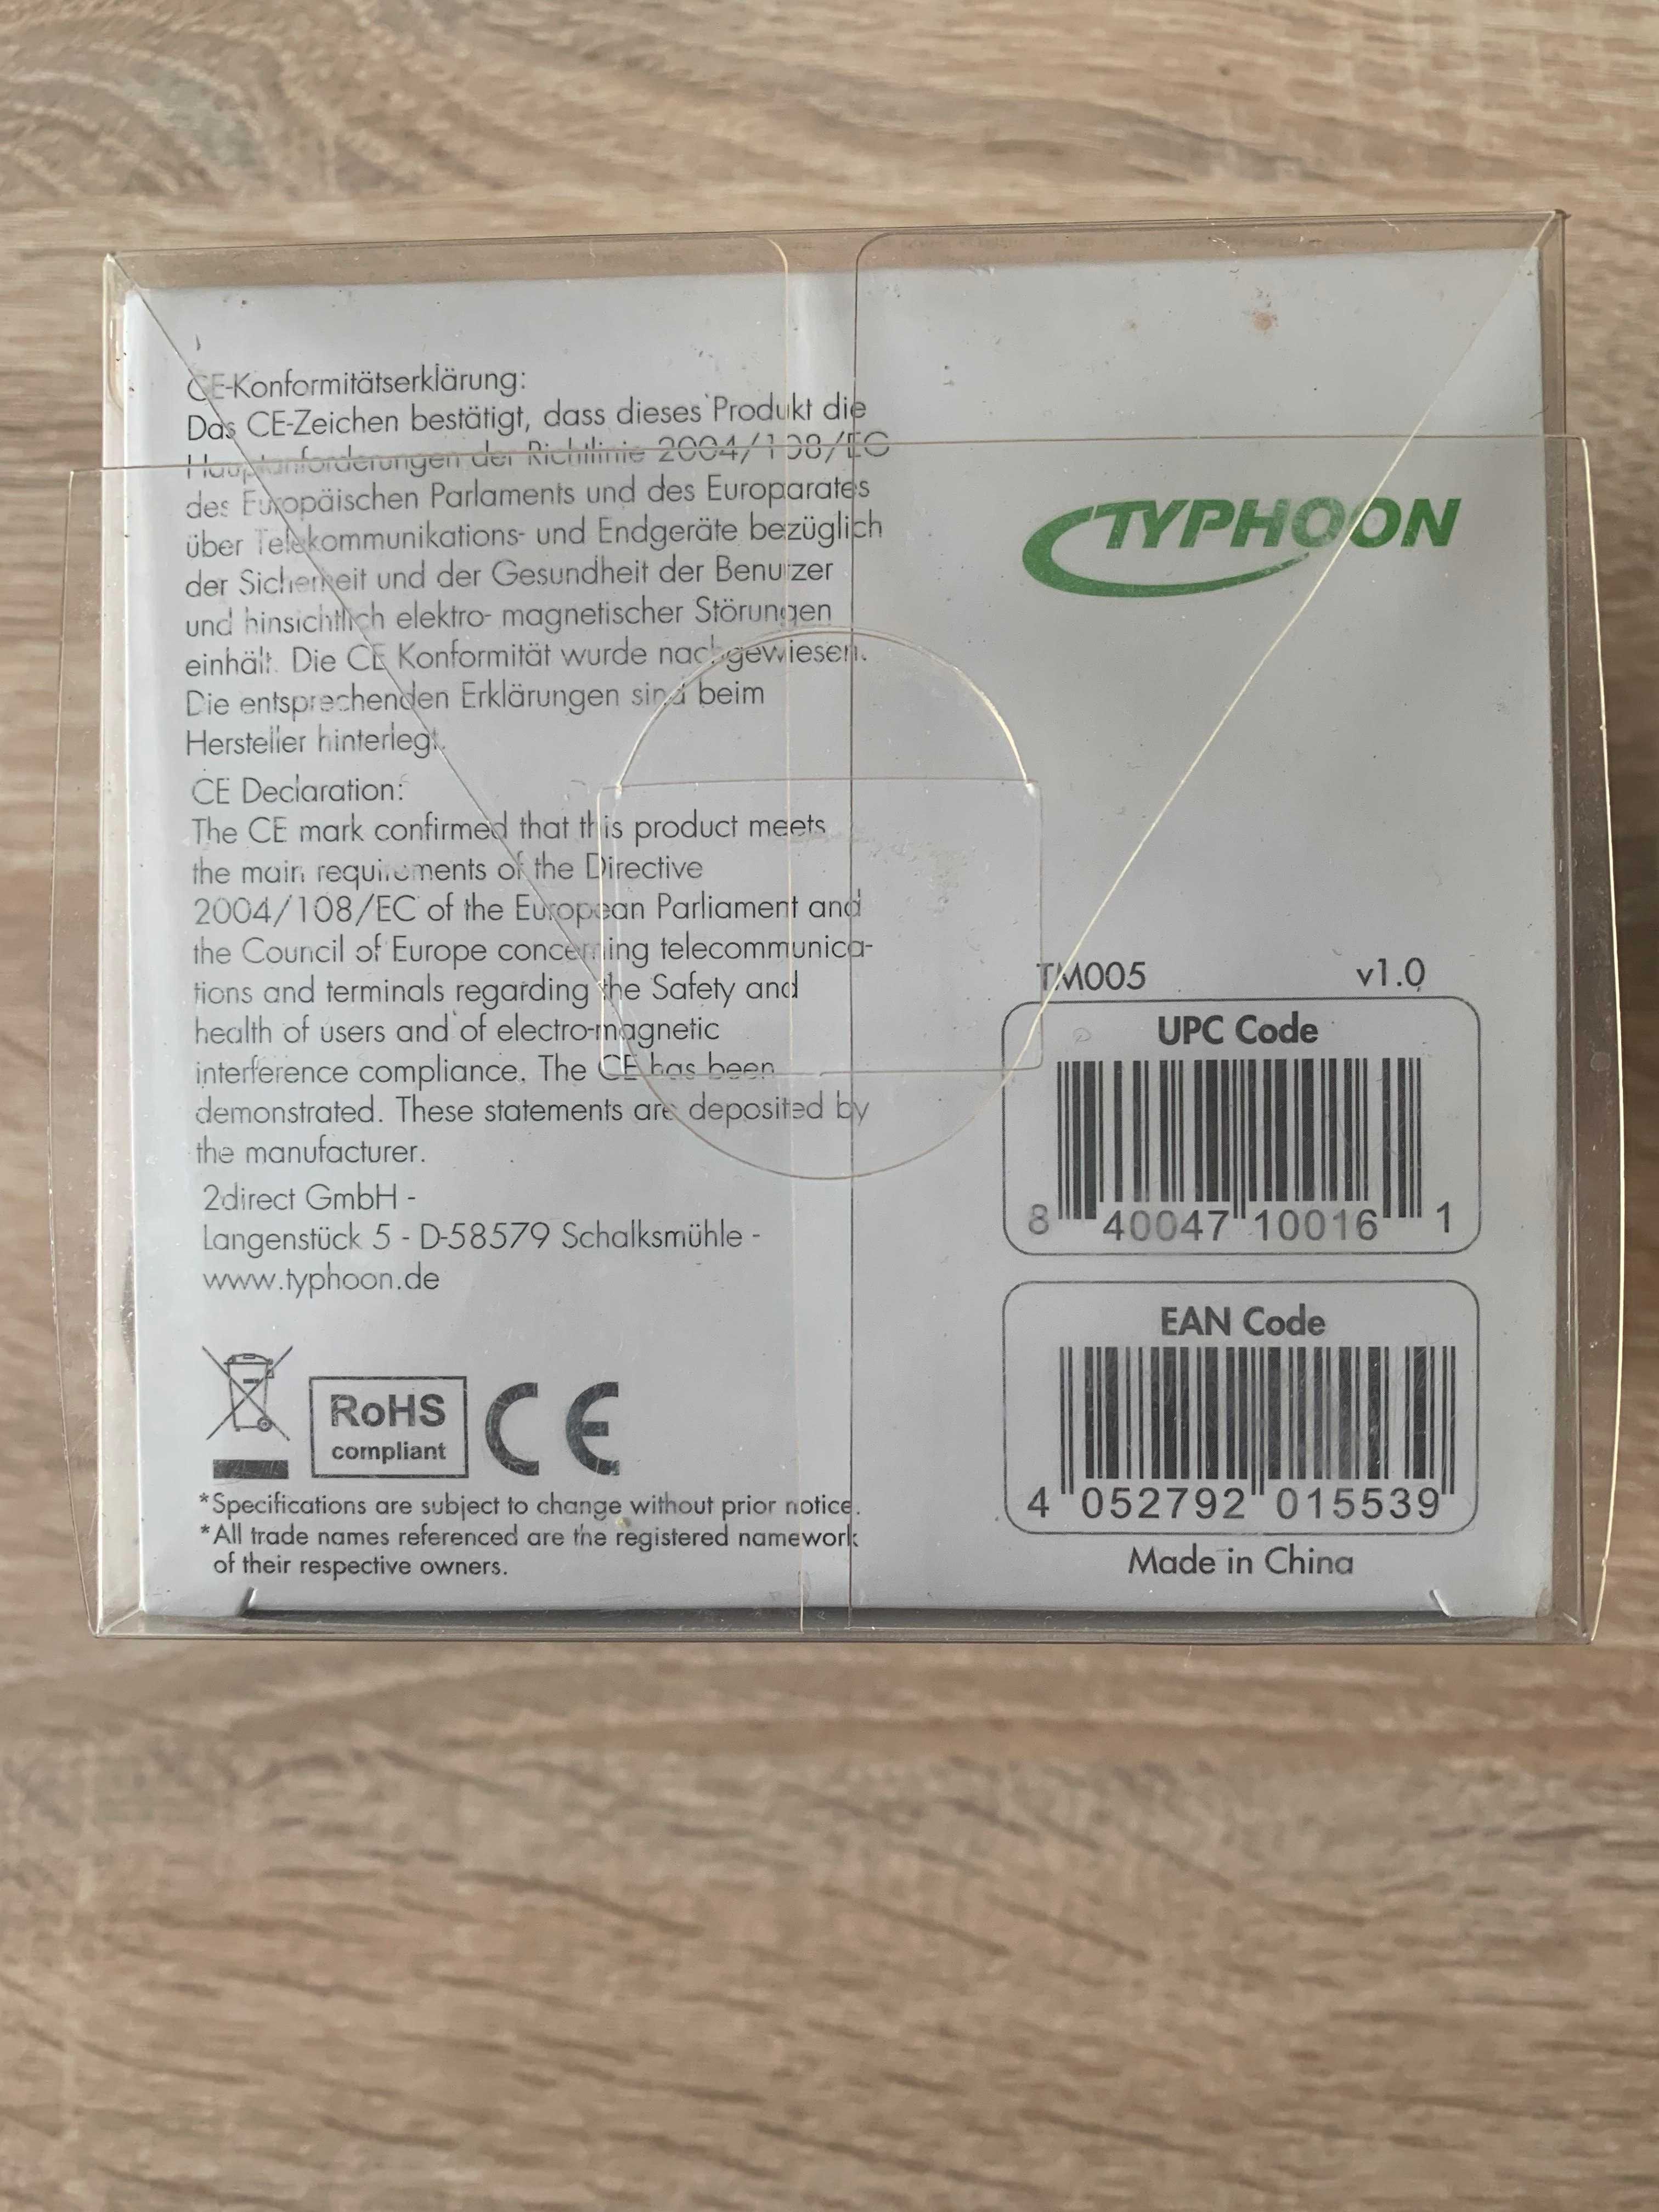 CE-Konformitätserklärung:
Das CE-Zeichen bestätigt, dass dieses Produkt die
Hauptanforderungen der Richtlinie 2004/108/EG
des Europäischen Parlaments und des Europarates
über Telekommunikations- und Endgeräte bezüglich
der Sicherheit und der Gesundheit der Benutzer
und hinsichtlich elektro- magnetischer Störungen
einhält. Die CE Konformität wurde nachgewiesen.
Die entsprechenden Erklärungen sind beim
Hersteller hinterlegt.
CE Declaration:
The CE mark confirmed that this product meets
the main requirements of the Directive
2004/108/EC of the European Parliament and
the Council of Europe concerning telecommunica-
tions and terminals regarding the Safety and
health of users and of electro-magnetic
interference compliance. The CE has been
demonstrated. These statements are deposited by
the manufacturer.
2direct GmbH -
Langenstück 5 - D-58579 Schalksmühle -
www.typhoon.de
RoHS
compliant
CE
*Specifications are subject to change without prior notice.
*All trade names referenced are the registered namework
of their respective owners.
TYPHOON
TM005 v1.0
UPC Code
8 40047 10016 1
EAN Code
4 052792 015539
Made in China